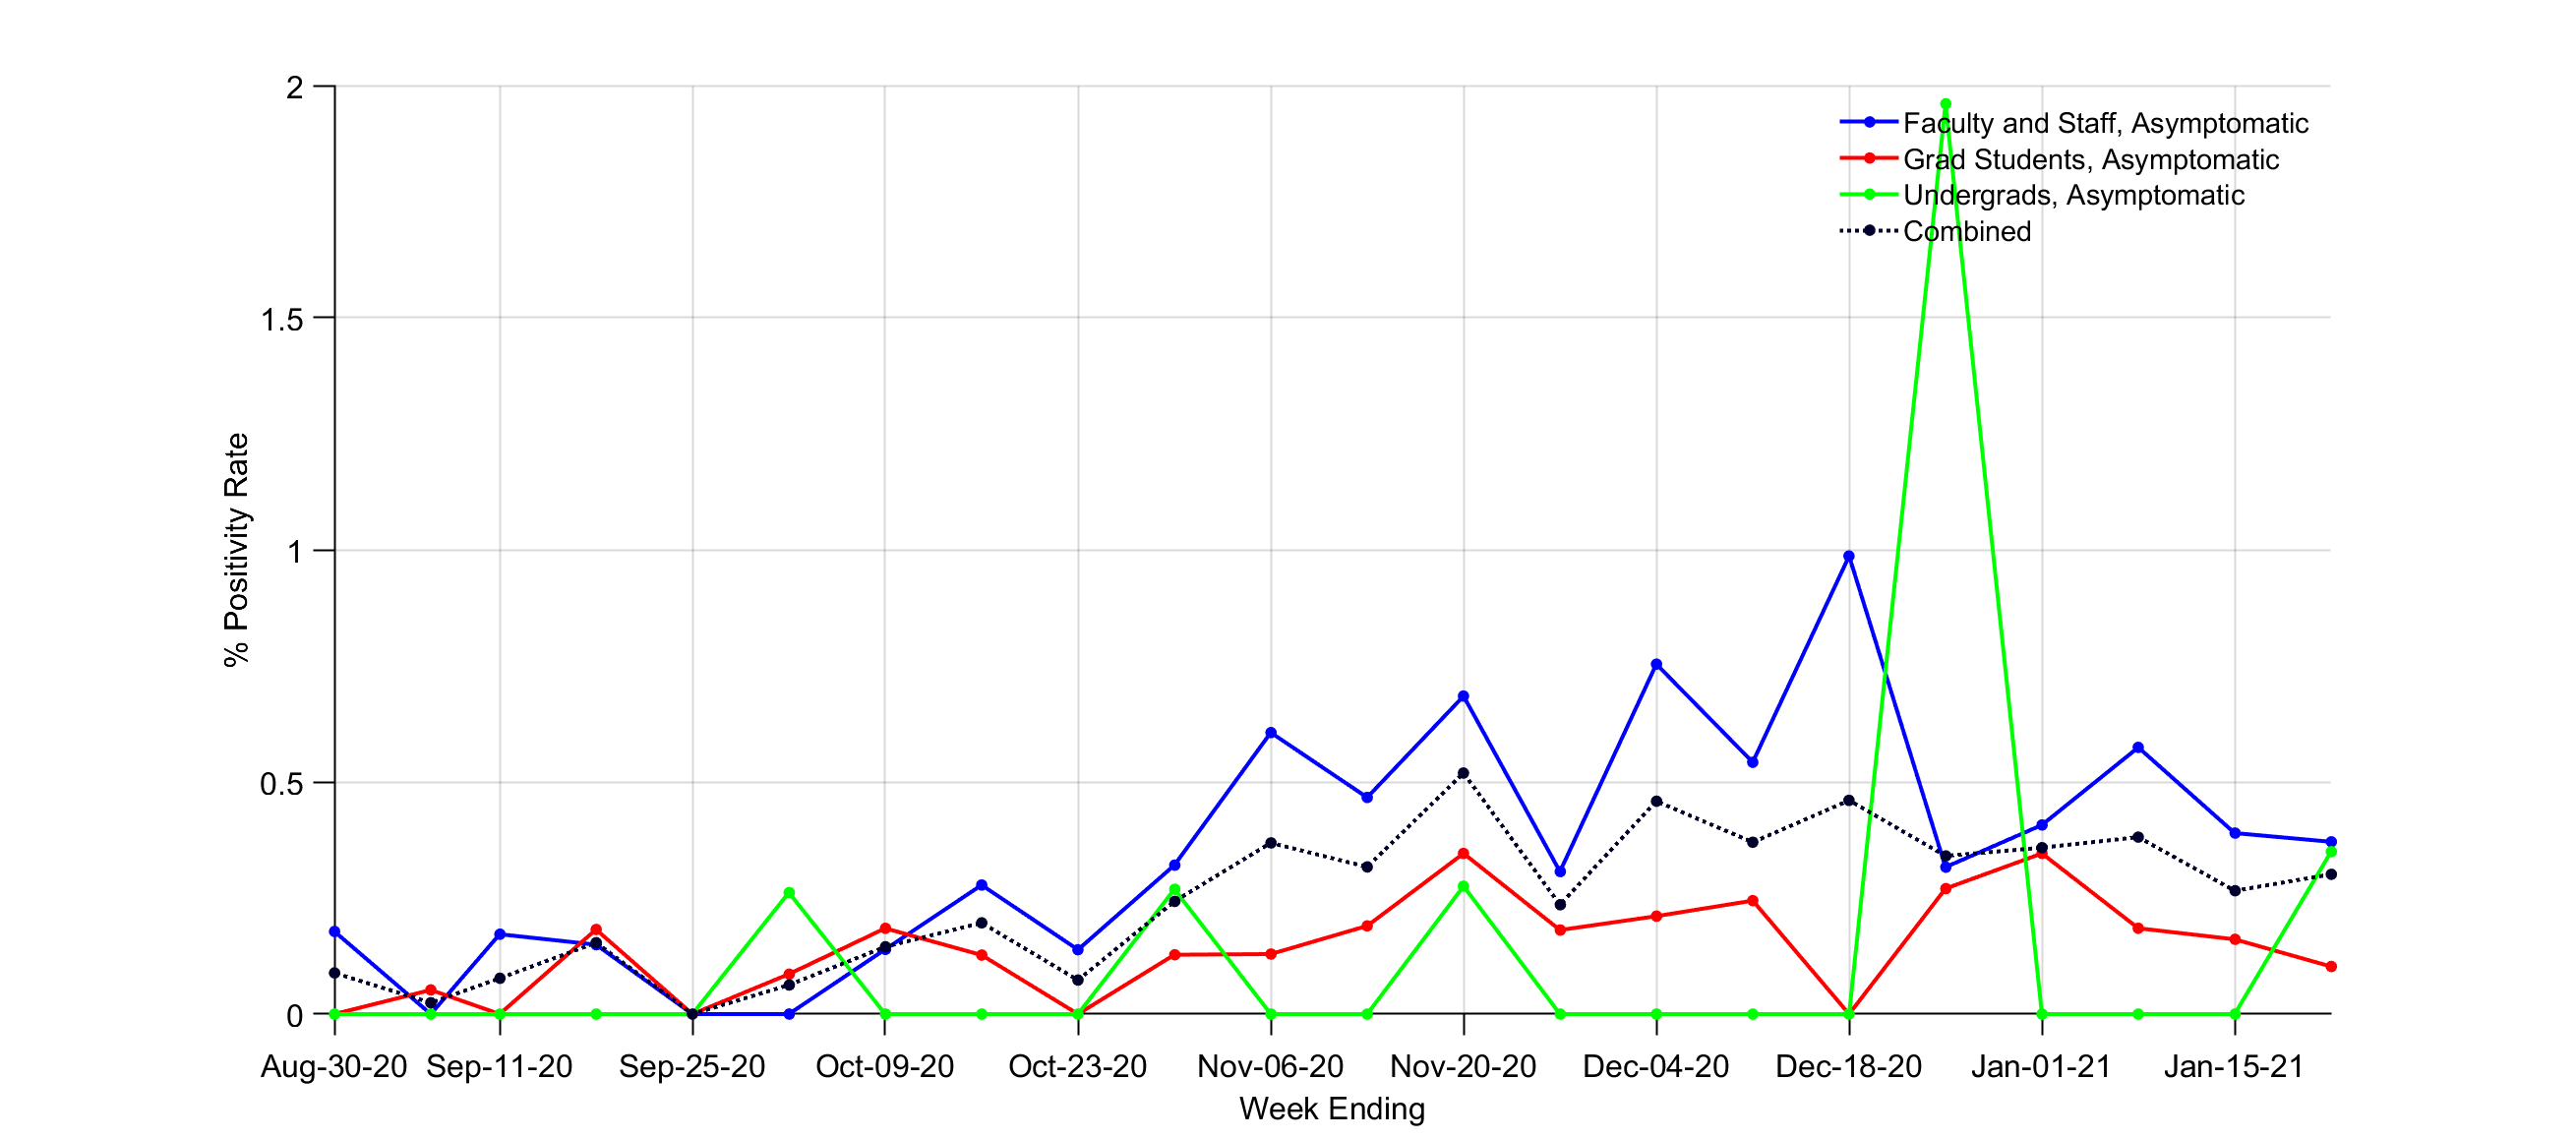 2
Faculty and Staff, Asymptomatic
Grad Students, Asymptomatic
Undergrads, Asymptomatic
Combined
1.5
1
0.5
0
% Positivity Rate
Aug-30-20 Sep-11-20 Sep-25-20 Oct-09-20 Oct-23-20 Nov-06-20 Nov-20-20 Dec-04-20 Dec-18-20 Jan-01-21 Jan-15-21
Week Ending